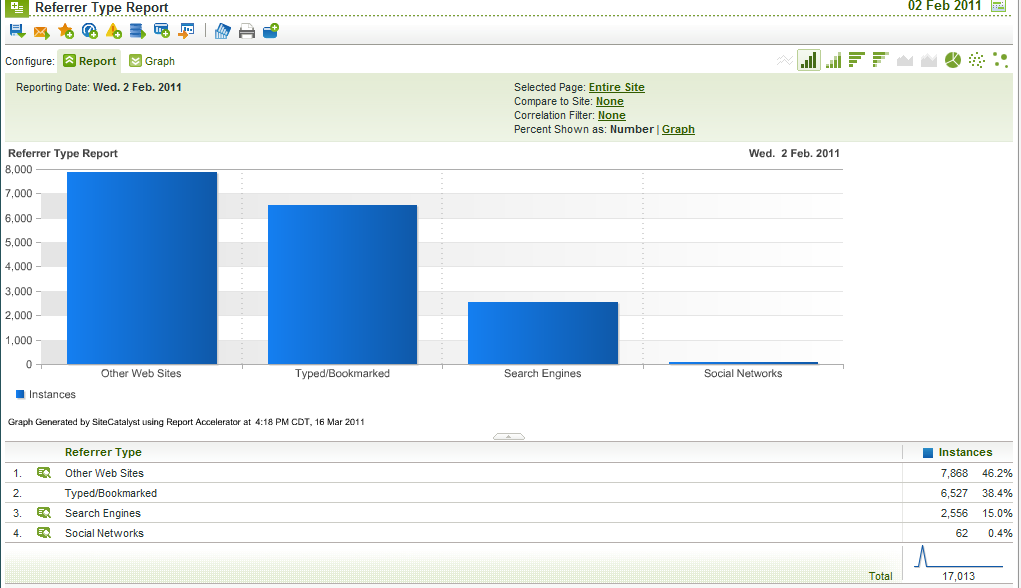 Referrer Type Report
02 Feb 2011
Configure: Report Graph
Reporting Date: Wed. 2 Feb. 2011
Selected Page: Entire Site
Compare to Site: None
Correlation Filter: None
Percent Shown as: Number | Graph
Referrer Type Report
Wed. 2 Feb. 2011
8,000
7,000
6,000
5,000
4,000
3,000
2,000
1,000
0
Other Web Sites Typed/Bookmarked Search Engines Social Networks
Instances
Graph Generated by SiteCatalyst using Report Accelerator at 4:18 PM CDT, 16 Mar 2011
Referrer Type Instances
1. Other Web Sites 7,868 46.2%
2. Typed/Bookmarked 6,527 38.4%
3. Search Engines 2,556 15.0%
4. Social Networks 62 0.4%
Total 17,013